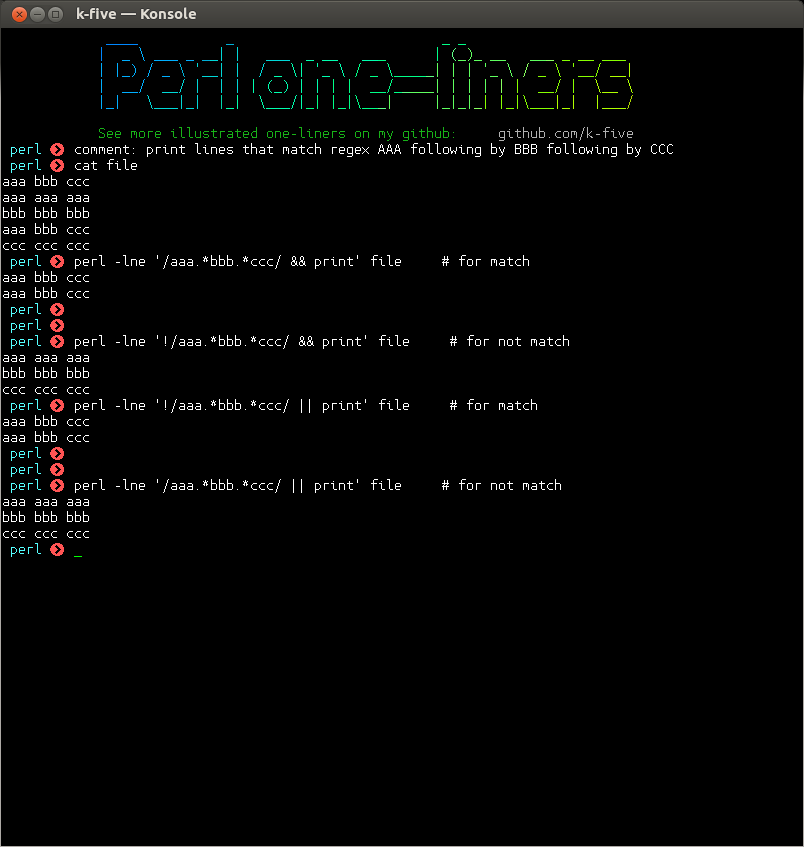 k-five — Konsole
Perl one-liners
See more illustrated one-liners on my github: github.com/k-five
perl comment: print lines that match regex AAA following by BBB following by CCC
perl cat file
aaa bbb ccc
aaa aaa aaa
bbb bbb bbb
aaa bbb ccc
ccc ccc ccc
perl perl -lne '/aaa.*bbb.*ccc/ && print' file # for match
aaa bbb ccc
aaa bbb ccc
perl
perl
perl perl -lne '!/aaa.*bbb.*ccc/ && print' file # for not match
aaa aaa aaa
bbb bbb bbb
ccc ccc ccc
perl perl -lne '!/aaa.*bbb.*ccc/ || print' file # for match
aaa bbb ccc
aaa bbb ccc
perl
perl
perl perl -lne '/aaa.*bbb.*ccc/ || print' file # for not match
aaa aaa aaa
bbb bbb bbb
ccc ccc ccc
perl _